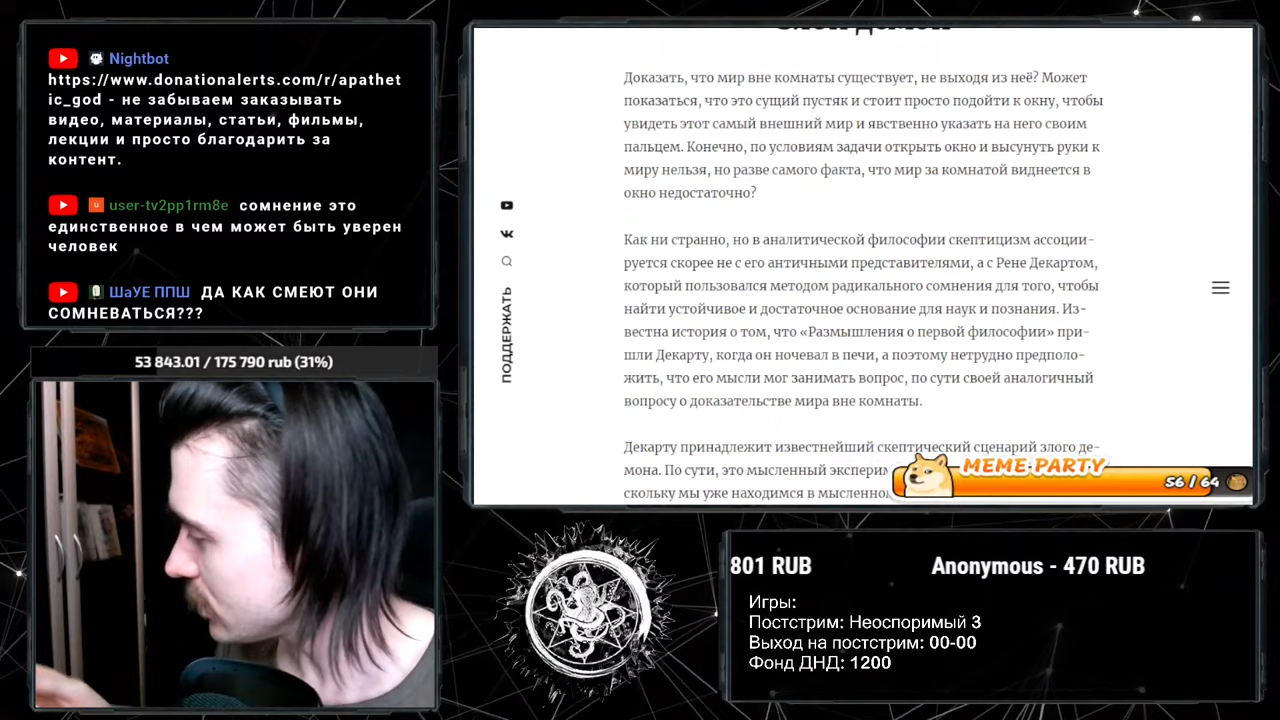 Nightbot
https://www.donationalerts.com/r/apathet
ic_god - не забываем заказывать
видео, материалы, статьи, фильмы,
лекции и просто благодарить за
контент.
user-tv2pp1rm8e сомнение это
единственное в чем может быть уверен
человек
ШаУЕ ППШ ДА КАК СМЕЮТ ОНИ
СОМНЕВАТЬСЯ???
53 843.01 / 175 790 rub (31%)
ПОДДЕРЖАТЬ
Доказать, что мир вне комнаты существует, не выходя из неё? Может
показаться, что это сущий пустяк и стоит просто подойти к окну, чтобы
увидеть этот самый внешний мир и явственно указать на него своим
пальцем. Конечно, по условиям задачи открыть окно и высунуть руки к
миру нельзя, но разве самого факта, что мир за комнатой виднеется в
окно недостаточно?
Как ни странно, но в аналитической философии скептицизм ассоции-
руется скорее не с его античными представителями, а с Рене Декартом,
который пользовался методом радикального сомнения для того, чтобы
найти устойчивое и достаточное основание для наук и познания. Из-
вестна история о том, что «Размышления о первой философии» при-
шли Декарту, когда он ночевал в печи, а поэтому нетрудно предполо-
жить, что его мысли мог занимать вопрос, по сути своей аналогичный
вопросу о доказательстве мира вне комнаты.
Декарту принадлежит известнейший скептический сценарий злого де-
мона. По сути, это мысленный
скольку мы уже находимся в
MEME PARTY
56 / 64
801 RUB
Anonymous - 470 RUB
Игры:
Постстрим: Неоспоримый 3
Выход на постстрим: 00-00
Фонд ДНД: 1200